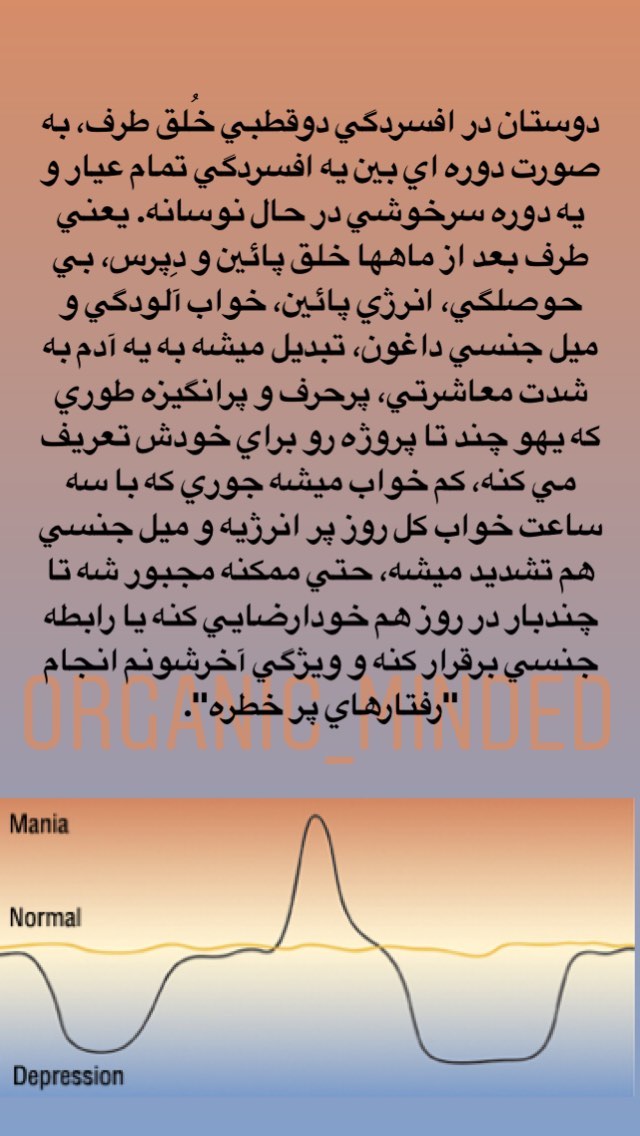 دوستان در افسردگي دوقطبي خُلق طرف، به
صورت دوره اي بين يه افسردگي تمام عيار و
يه دوره سرخوشي در حال نوسانه. يعني
طرف بعد از ماهها خلق پائين و دِپرس، بي
حوصلگي، انرژي پائين، خواب آلودگي و
ميل جنسي داغون، تبديل ميشه به يه آدم به
شدت معاشرتي، پرحرف و پرانگيزه طوري
كه يهو چند تا پروژه رو براي خودش تعريف
مي كنه، كم خواب ميشه جوري كه با سه
ساعت خواب كل روز پر انرژيه و ميل جنسي
هم تشديد ميشه، حتي ممكنه مجبور شه تا
چندبار در روز هم خودارضايي كنه يا رابطه
جنسي برقرار كنه و ويژگي آخرشونم انجام
"رفتارهاي پر خطره".
ORGANIC_MINDED
Mania
Normal
Depression